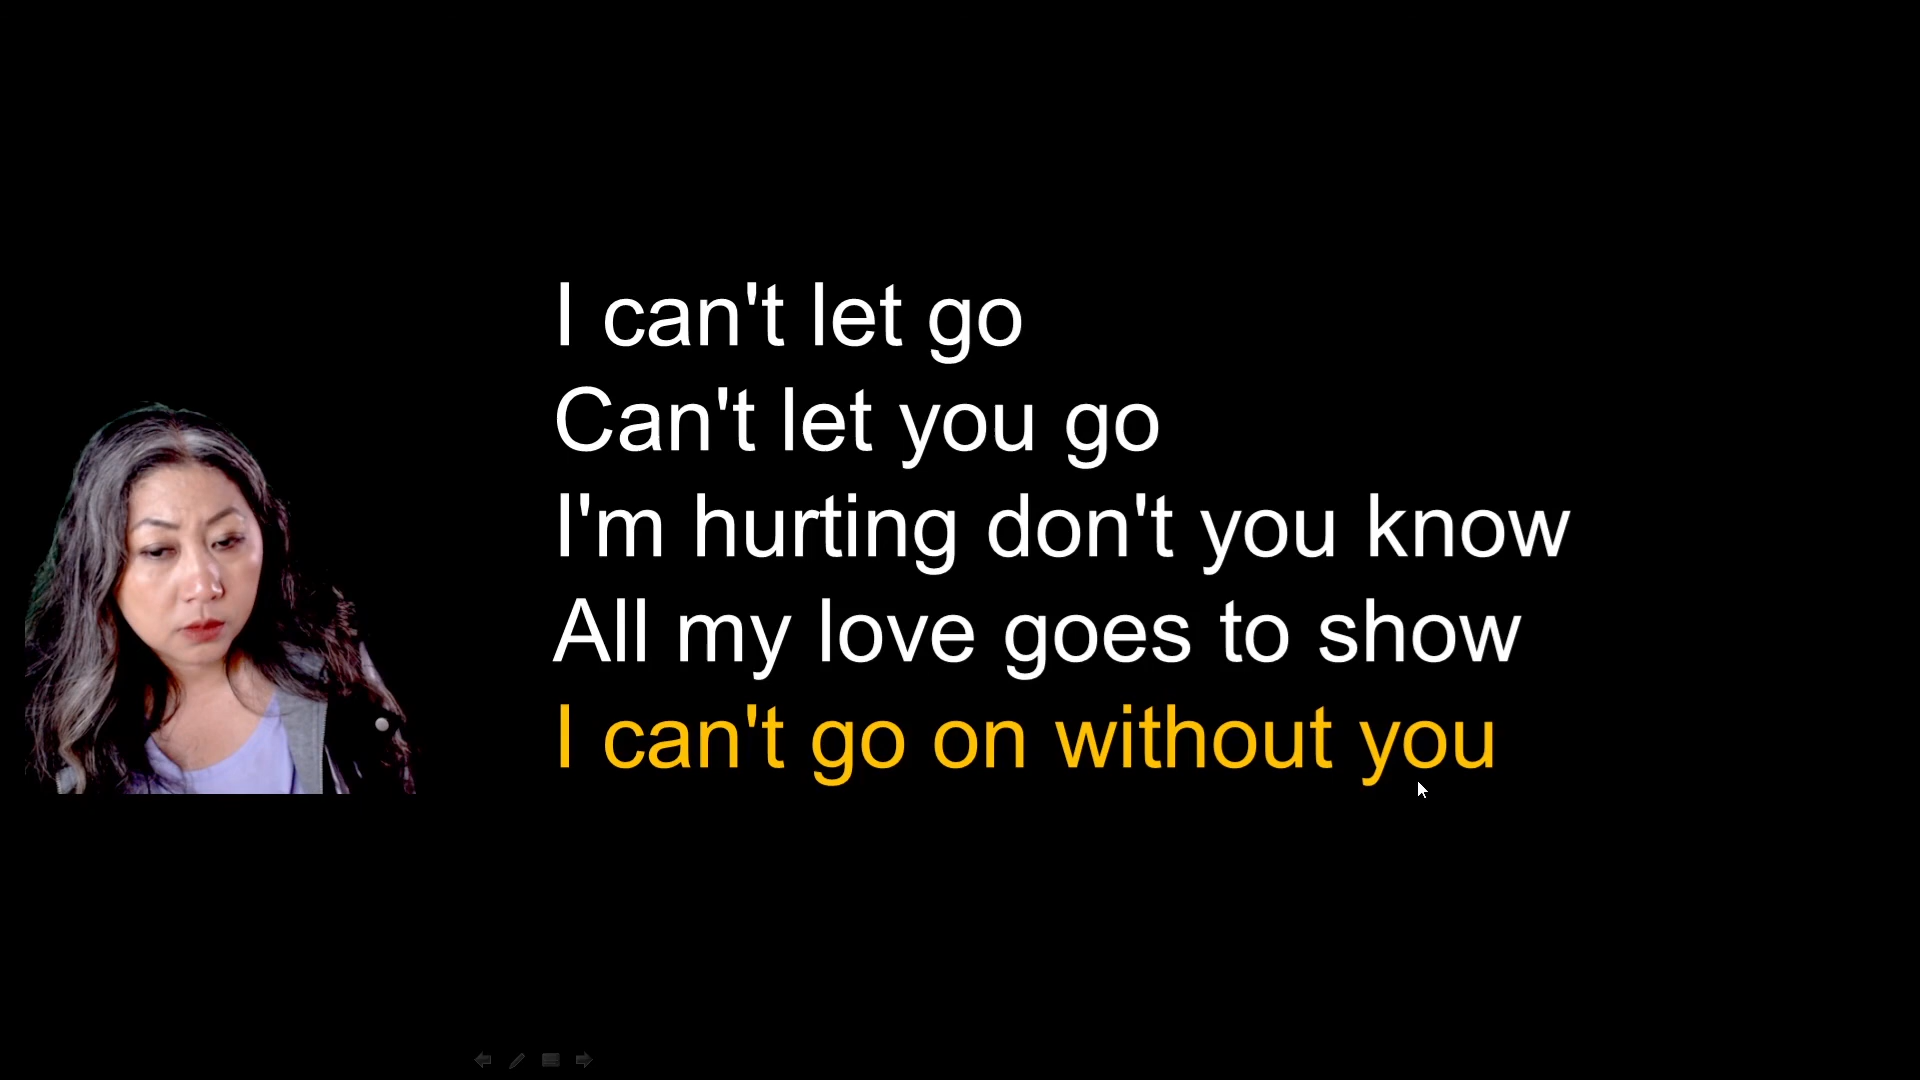 I can't let go
Can't let you go
I'm hurting don't you know
All my love goes to show
I can't go on without you